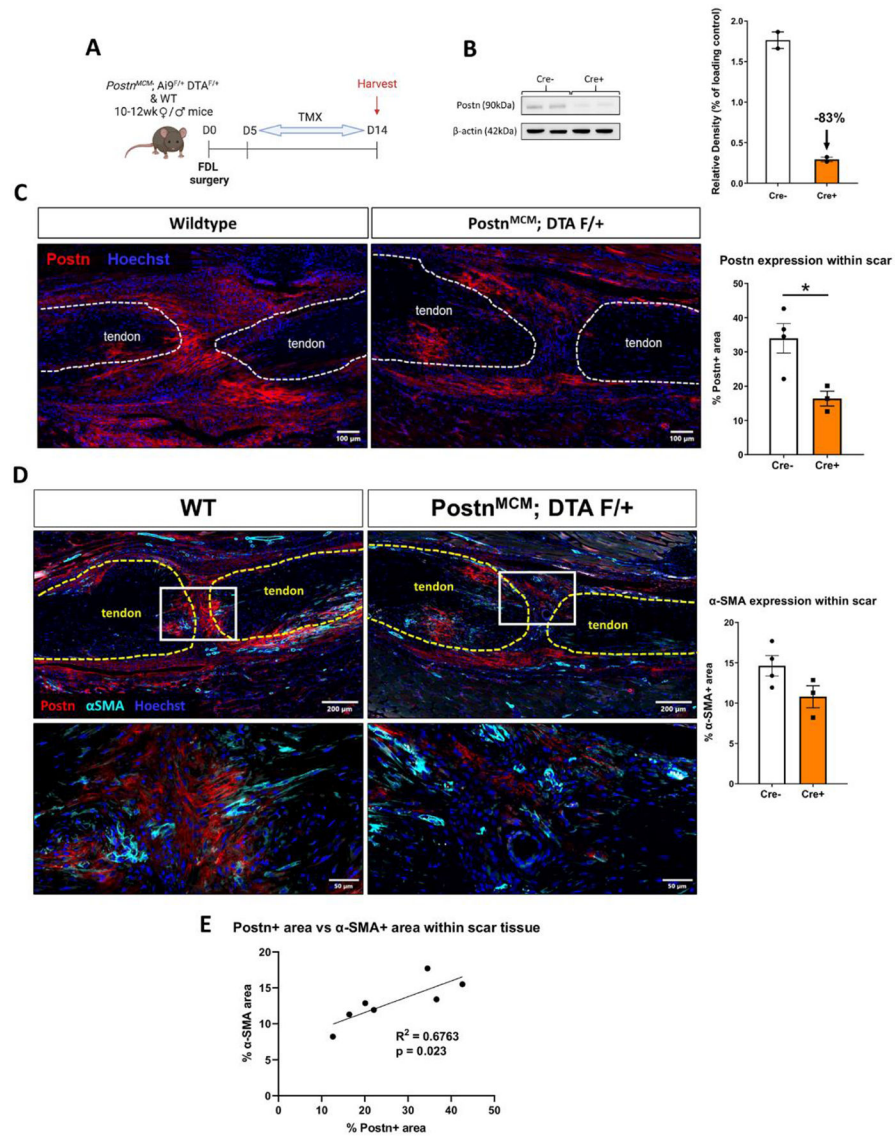 A
Postn^MCM; Ai9^F/+ DTA^F/+
& WT
10-12wk ♀/♂ mice
Harvest
TMX
D0
D5
D14
FDL
surgery
B
Cre-
Cre+
Postn (90kDa)
β-actin (42kDa)
Relative Density (% of loading control)
2.0
1.5
1.0
0.5
0.0
-83%
Cre-
Cre+
C
Wildtype
Postn^MCM; DTA F/+
Postn Hoechst
tendon
tendon
100 µm
tendon
tendon
100 µm
Postn expression within scar
% Postn+ area
50
40
30
20
10
0
*
Cre-
Cre+
D
WT
Postn^MCM; DTA F/+
tendon
tendon
Postn αSMA Hoechst
200 µm
tendon
tendon
200 µm
50 µm
50 µm
α-SMA expression within scar
% α-SMA+ area
20
15
10
5
0
Cre-
Cre+
E
Postn+ area vs α-SMA+ area within scar tissue
% α-SMA area
20
15
10
5
0
R² = 0.6763
p = 0.023
0
10
20
30
40
50
% Postn+ area